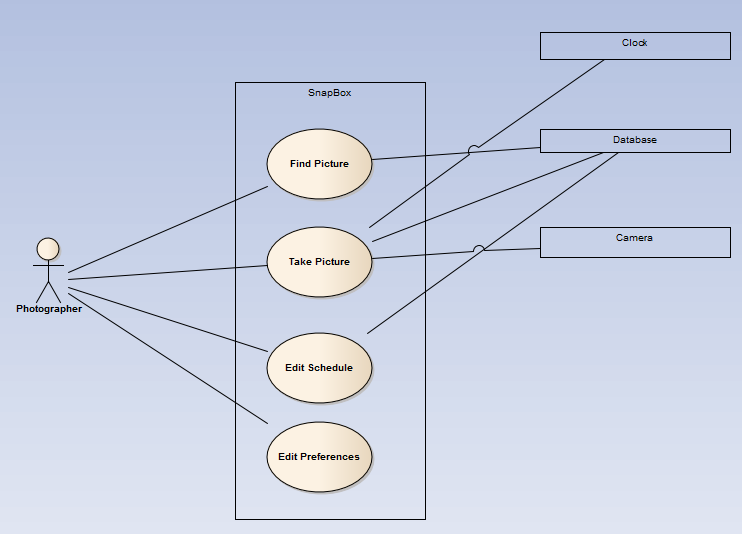 Clock
SnapBox
Database
Find Picture
Camera
Take Picture
Photographer
Edit Schedule
Edit Preferences